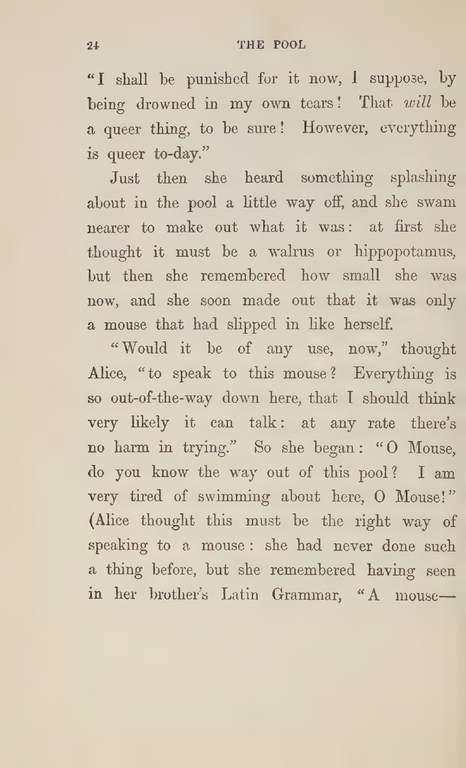 24 THE POOL
“I shall be punished for it now, I suppose, by
being drowned in my own tears! That will be
a queer thing, to be sure! However, everything
is queer to-day.”
Just then she heard something splashing
about in the pool a little way off, and she swam
nearer to make out what it was: at first she
thought it must be a walrus or hippopotamus,
but then she remembered how small she was
now, and she soon made out that it was only
a mouse that had slipped in like herself.
“Would it be of any use, now,” thought
Alice, “to speak to this mouse? Everything is
so out-of-the-way down here, that I should think
very likely it can talk: at any rate there's
no harm in trying.” So she began: “O Mouse,
do you know the way out of this pool? I am
very tired of swimming about here, O Mouse!”
(Alice thought this must be the right way of
speaking to a mouse: she had never done such
a thing before, but she remembered having seen
in her brother's Latin Grammar, “A mouse—